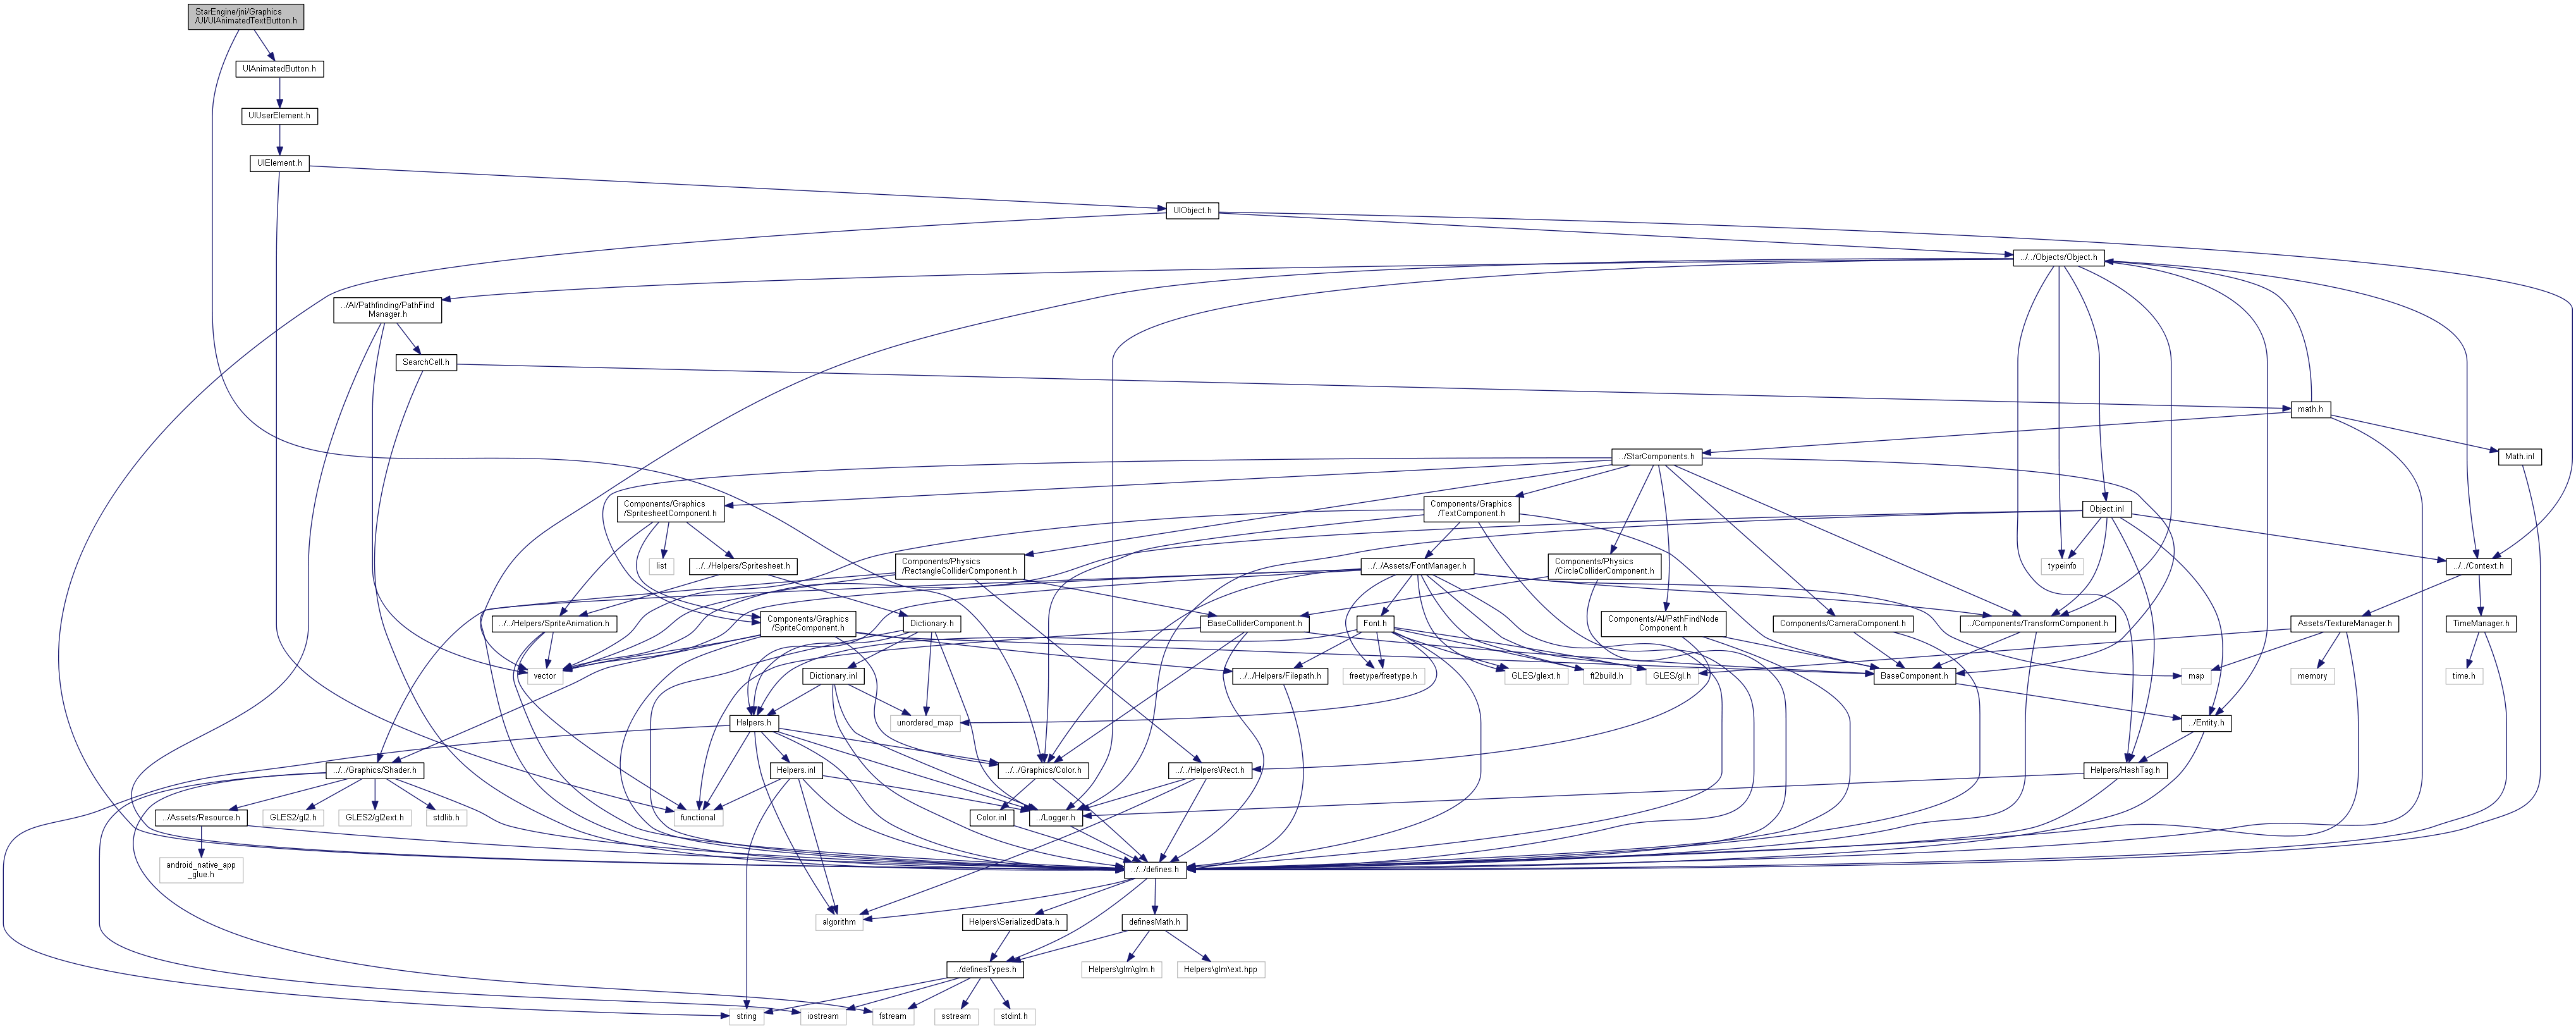 StarEngine/jni/Graphics
/UI/UIAnimatedTextButton.h
UIAnimatedButton.h
UIUserElement.h
UIElement.h
UIObject.h
../../Objects/Object.h
../AI/Pathfinding/PathFind
Manager.h
SearchCell.h
math.h
../StarComponents.h
Math.inl
Components/Graphics
/SpritesheetComponent.h
Components/Graphics
/TextComponent.h
Object.inl
list
../../Helpers/Spritesheet.h
Components/Physics
/RectangleColliderComponent.h
../../Assets/FontManager.h
Components/Physics
/CircleColliderComponent.h
typeinfo
../../Context.h
../../Helpers/SpriteAnimation.h
Components/Graphics
/SpriteComponent.h
Dictionary.h
BaseColliderComponent.h
Font.h
Components/AI/PathFindNode
Component.h
Components/CameraComponent.h
../Components/TransformComponent.h
Assets/TextureManager.h
TimeManager.h
vector
Dictionary.inl
../../Helpers/Filepath.h
freetype/freetype.h
GLES/glext.h
ft2build.h
GLES/gl.h
BaseComponent.h
map
memory
time.h
Helpers.h
unordered_map
../Entity.h
../../Graphics/Shader.h
Helpers.inl
../../Graphics/Color.h
../../Helpers\Rect.h
Helpers/HashTag.h
../Assets/Resource.h
GLES2/gl2.h
GLES2/gl2ext.h
stdlib.h
functional
Color.inl
../Logger.h
android_native_app
_glue.h
../../defines.h
algorithm
Helpers\SerializedData.h
definesMath.h
../definesTypes.h
Helpers\glm\glm.h
Helpers\glm\ext.hpp
string
iostream
fstream
sstream
stdint.h